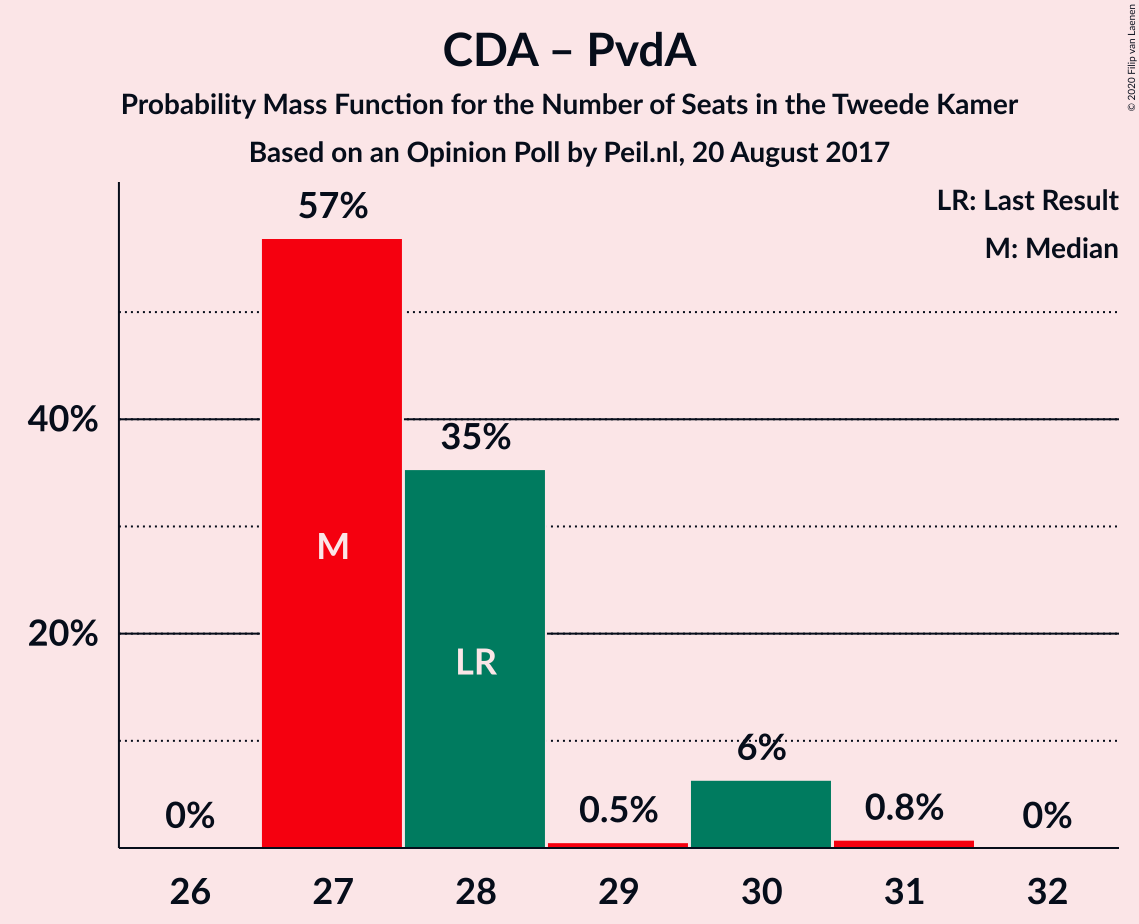 CDA – PvdA
Probability Mass Function for the Number of Seats in the Tweede Kamer
Based on an Opinion Poll by Peil.nl, 20 August 2017
© 2020 Filip van Laenen
LR: Last Result
M: Median
57%
40%
35%
M
20%
LR
6%
0%
0.5%
0.8%
0%
26 27 28 29 30 31 32